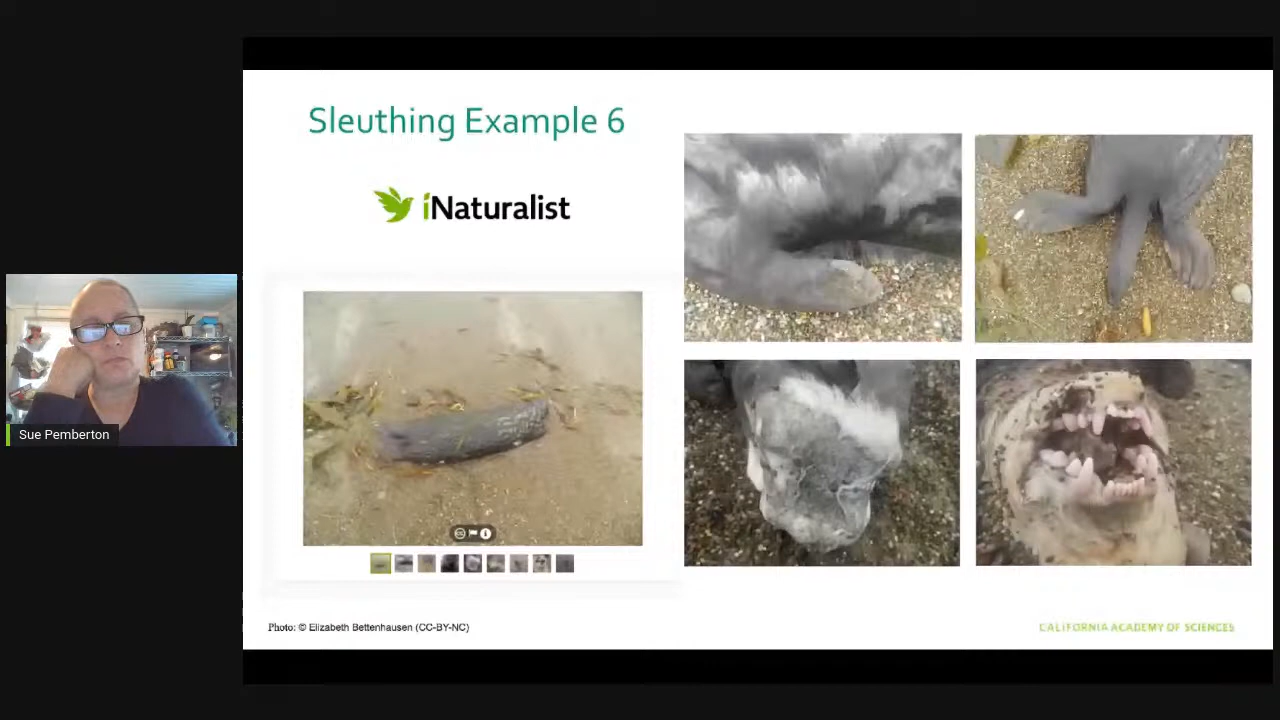 Sleuthing Example 6
iNaturalist
Sue Pemberton
Photo: © Elizabeth Bettenhausen (CC-BY-NC)
CALIFORNIA ACADEMY OF SCIENCES